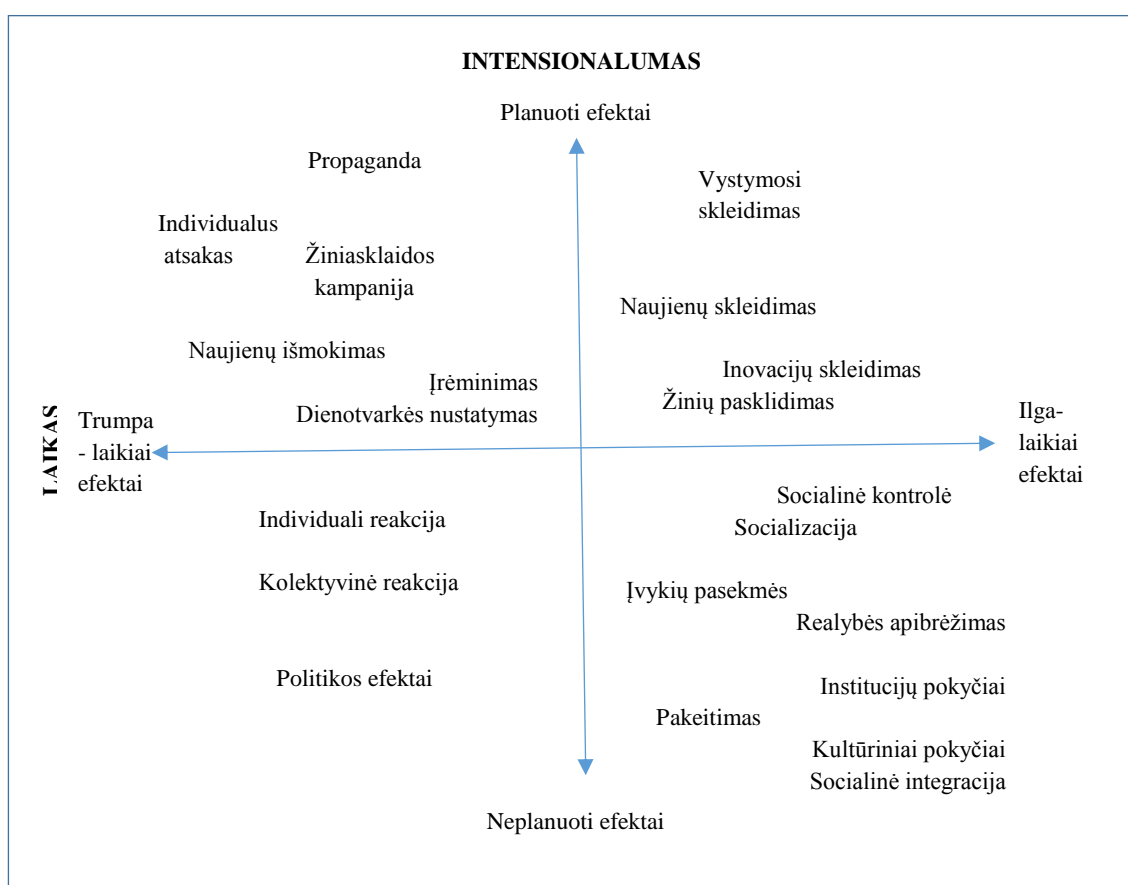 INTENSIONALUMAS
Planuoti efektai
Propaganda
Vystymosi
skleidimas
Individualus
atsakas
Žiniasklaidos
kampanija
Naujienų skleidimas
Naujienų išmokimas
Inovacijų skleidimas
Įrėminimas
Žinių pasklidimas
Dienotvarkės nustatymas
LAIKAS
Trumpa
- laikiai
efektai
Ilga-
laikiai
efektai
Socialinė kontrolė
Socializacija
Individuali reakcija
Kolektyvinė reakcija
Įvykių pasekmės
Realybės apibrėžimas
Politikos efektai
Institucijų pokyčiai
Pakeitimas
Kultūriniai pokyčiai
Socialinė integracija
Neplanuoti efektai